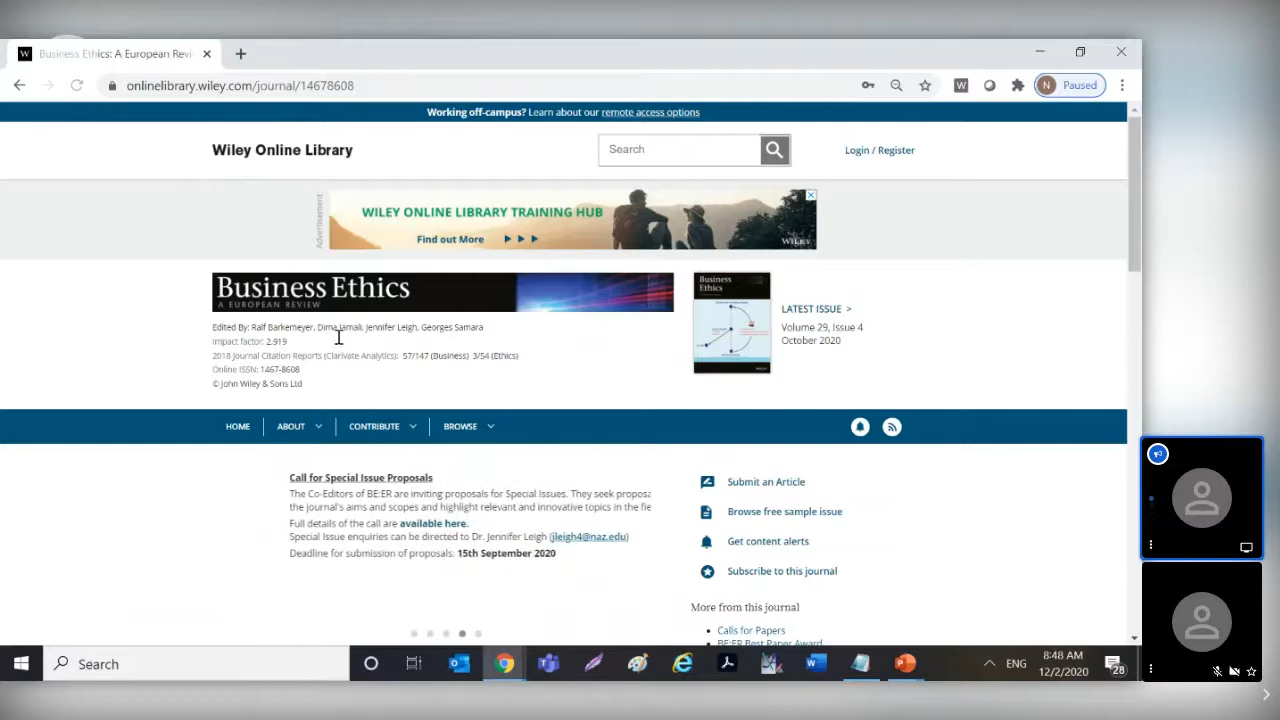 W Business Ethics: A European Revi
onlinelibrary.wiley.com/journal/14678608
W
N Paused
Working off-campus? Learn about our remote access options
Wiley Online Library
Search
Login / Register
Advertisement
WILEY ONLINE LIBRARY TRAINING HUB
Find out More
WILEY
Business Ethics
A EUROPEAN REVIEW
Edited By: Ralf Barkemeyer, Dima Jamali, Jennifer Leigh, Georges Samara
Impact factor: 2.919
2018 Journal Citation Reports (Clarivate Analytics): 57/147 (Business) 3/54 (Ethics)
Online ISSN: 1467-8608
© John Wiley & Sons Ltd
Business
Ethics
LATEST ISSUE >
Volume 29, Issue 4
October 2020
HOME
ABOUT
CONTRIBUTE
BROWSE
Call for Special Issue Proposals
The Co-Editors of BE:ER are inviting proposals for Special Issues. They seek proposa
the journal's aims and scopes and highlight relevant and innovative topics in the fie
Full details of the call are available here.
Special Issue enquiries can be directed to Dr. Jennifer Leigh (jleigh4@naz.edu)
Deadline for submission of proposals: 15th September 2020
Submit an Article
Browse free sample issue
Get content alerts
Subscribe to this journal
More from this journal
Calls for Papers
BE:ER Best Paper Award
Search
ENG
8:48 AM
12/2/2020
28